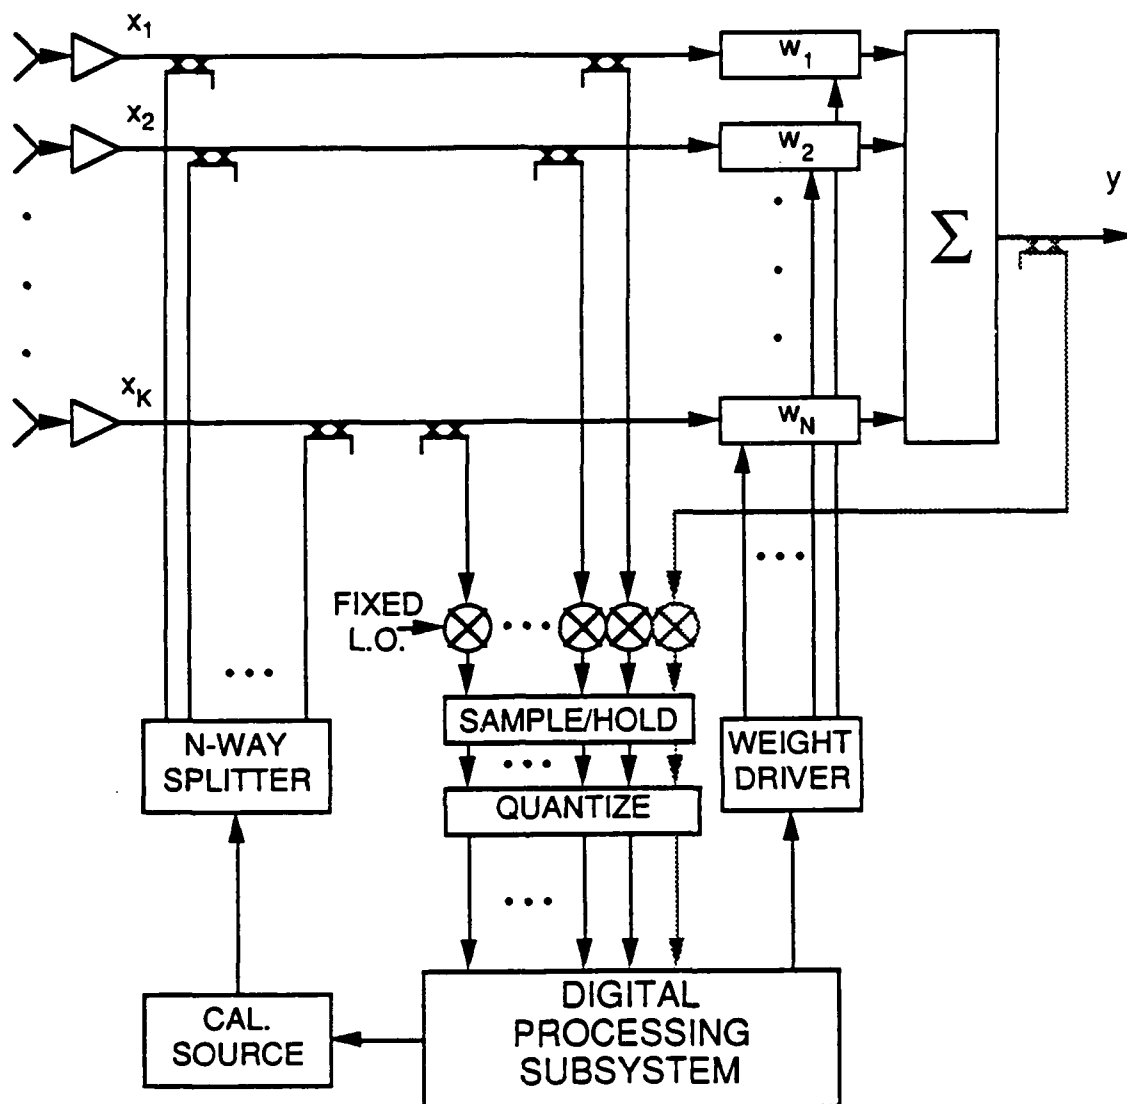 x1
w1
x2
w2
y
Σ
xK
wN
FIXED
L.O.
SAMPLE/HOLD
N-WAY
SPLITTER
WEIGHT
DRIVER
QUANTIZE
CAL.
SOURCE
DIGITAL
PROCESSING
SUBSYSTEM